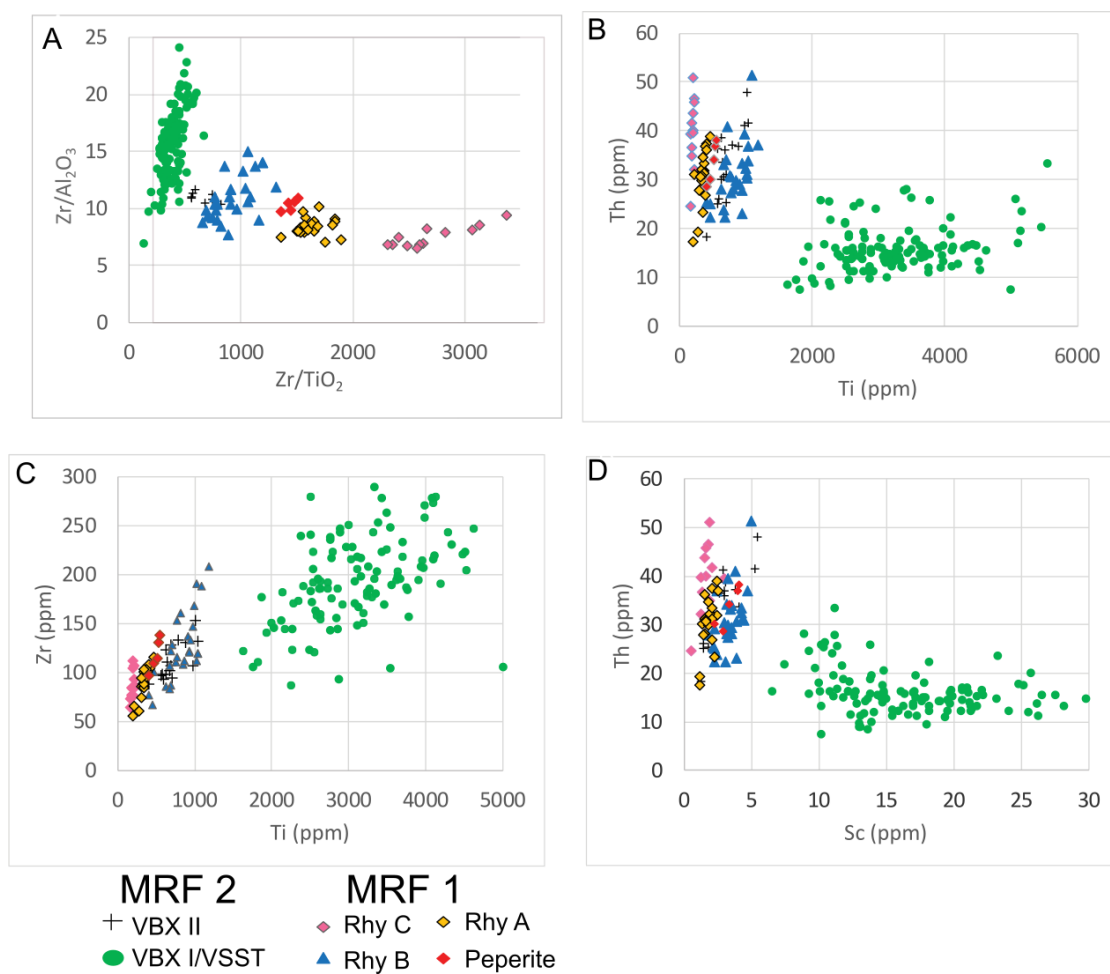 A
25
20
15
10
5
0
Zr/Al₂O₃
0 1000 2000 3000
Zr/TiO₂
B
60
50
40
30
20
10
0
Th (ppm)
0 2000 4000 6000
Ti (ppm)
C
300
250
200
150
100
50
0
Zr (ppm)
0 1000 2000 3000 4000 5000
Ti (ppm)
D
60
50
40
30
20
10
0
Th (ppm)
0 5 10 15 20 25 30
Sc (ppm)
MRF 2 MRF 1
VBX II Rhy C Rhy A
VBX I/VSST Rhy B Peperite